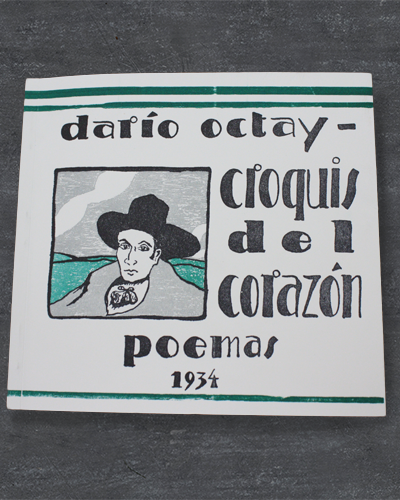 darío octay-
croquis
del
corazón
poemas
1934